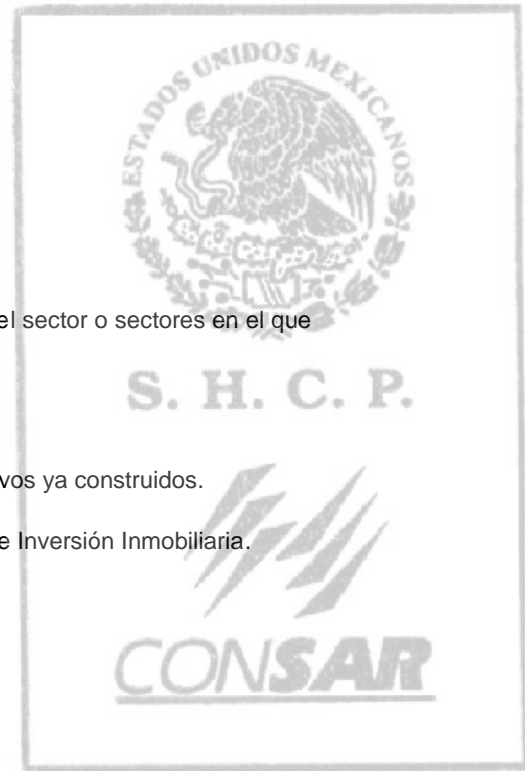 ESTADOS UNIDOS MEXICANOS
el sector o sectores en el que
S. H. C. P.
vos ya construidos.
e Inversión Inmobiliaria.
CONSAR